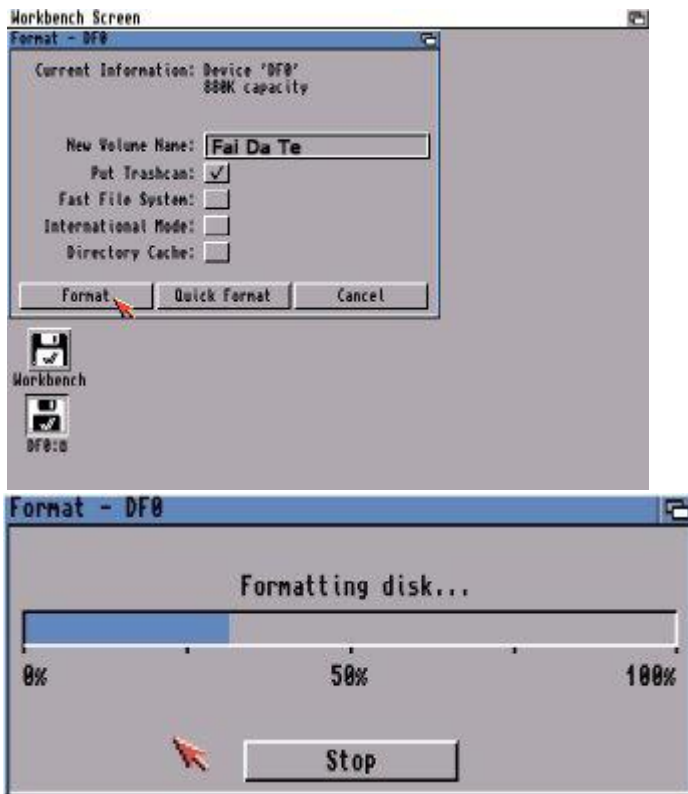 Workbench Screen
Format - DF0
Current Information: Device 'DF0'
880K capacity
New Volume Name: Fai Da Te
Put Trashcan:
Fast File System:
International Mode:
Directory Cache:
Format Quick Format Cancel
Workbench
DF0:
Format - DF0
Formatting disk...
0% 50% 100%
Stop